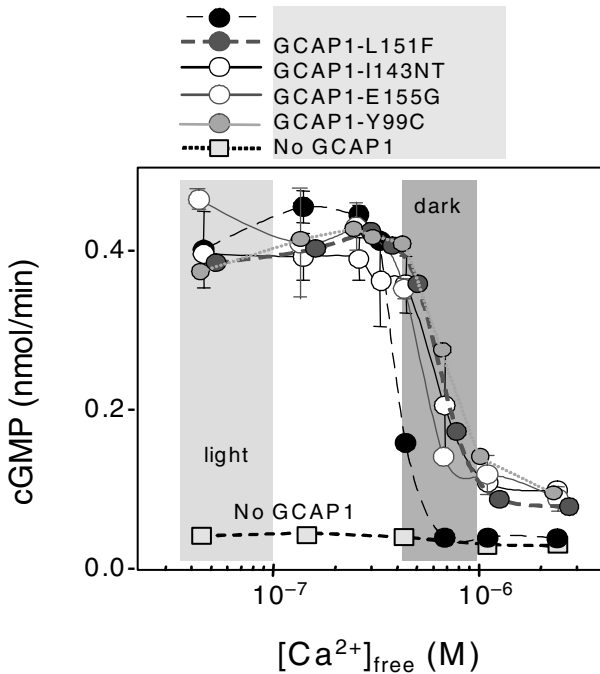 GCAP1-L151F
GCAP1-I143NT
GCAP1-E155G
GCAP1-Y99C
No GCAP1
dark
0.4
0.2
light
No GCAP1
0.0
10⁻⁷
10⁻⁶
cGMP (nmol/min)
[Ca²⁺]free (M)